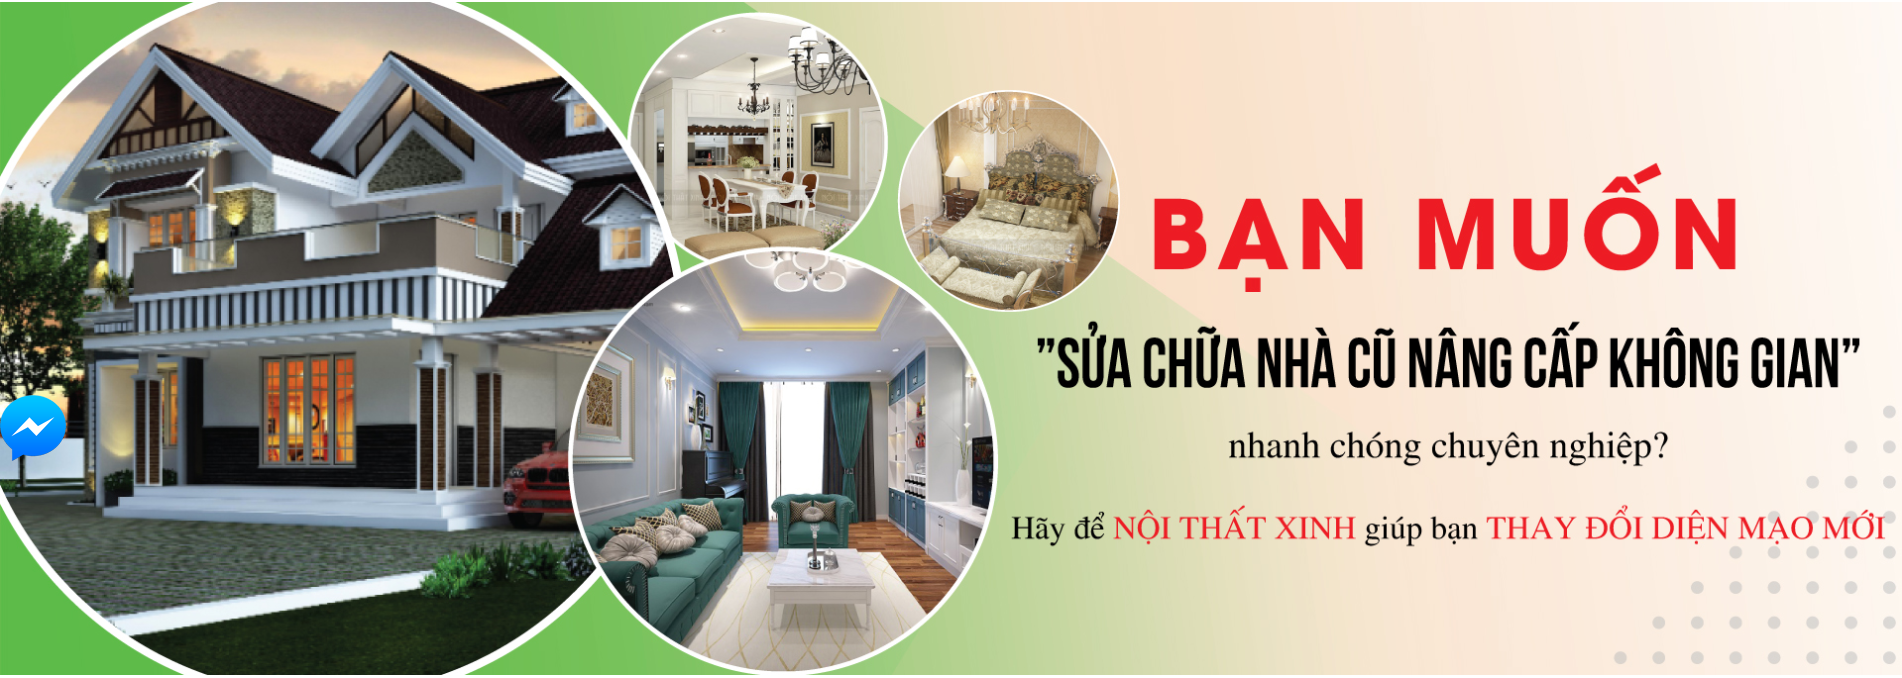 BẠN MUỐN
"SỬA CHỮA NHÀ CŨ NÂNG CẤP KHÔNG GIAN"
nhanh chóng chuyên nghiệp?
Hãy để NỘI THẤT XINH giúp bạn THAY ĐỔI DIỆN MẠO MỚI